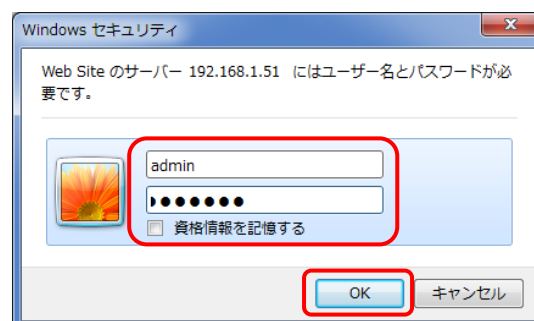 Windows セキュリティ
Web Site のサーバー 192.168.1.51 にはユーザー名とパスワードが必
要です。
admin
●●●●●●●
資格情報を記憶する
OK
キャンセル